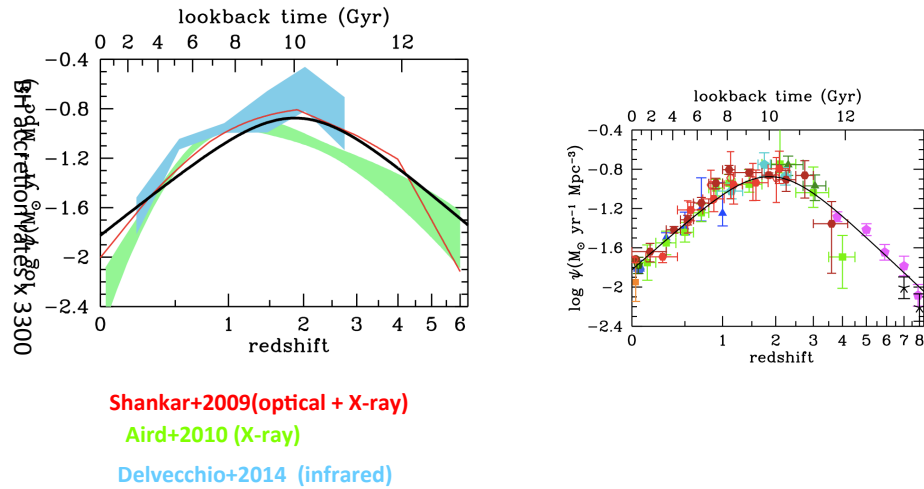 lookback time (Gyr)
0 2 4 6 8 10 12
−0.4
−0.8
−1.2
−1.6
−2
−2.4
0 1 2 3 4 5 6
redshift
BH accretion rates x 3300
lookback time (Gyr)
0 2 4 6 8 10 12
log ψ(M☉ yr⁻¹ Mpc⁻³)
−0.4
−0.8
−1.2
−1.6
−2
−2.4
0 1 2 3 4 5 6 7 8
redshift
Shankar+2009(optical + X-ray)
Aird+2010 (X-ray)
Delvecchio+2014 (infrared)